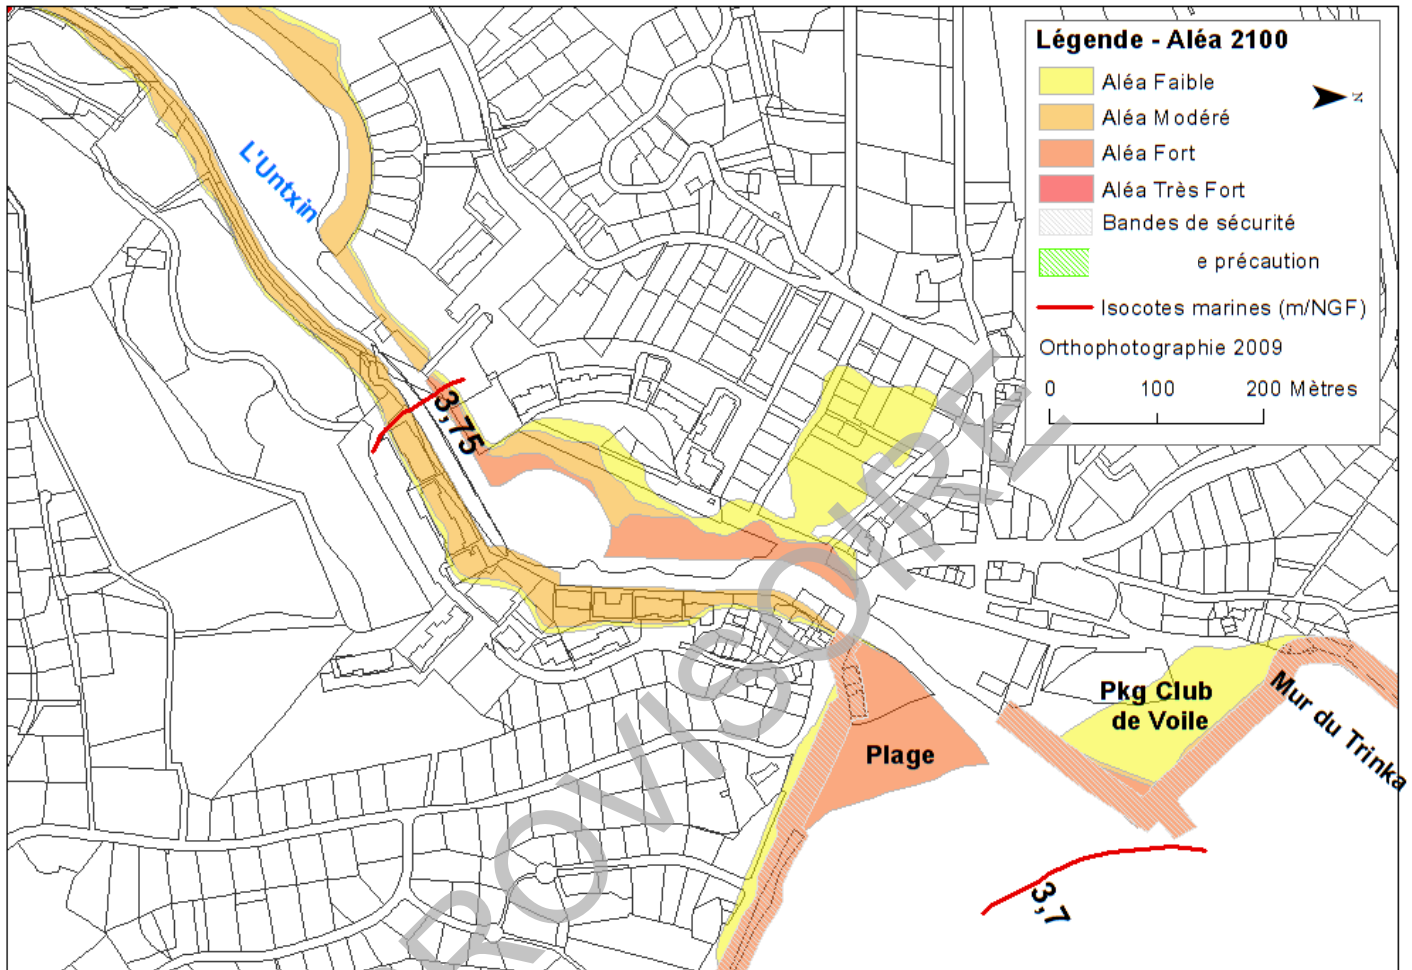 Légende - Aléa 2100
Aléa Faible
Aléa Modéré
Aléa Fort
Aléa Très Fort
Bandes de sécurité
e précaution
Isocotes marines (m/NGF)
Orthophotographie 2009
0 100 200 Mètres
N
L'Untxin
3,75
Pkg Club
de Voile
Mur du Trinka
Plage
3,7
ROVISOIRE